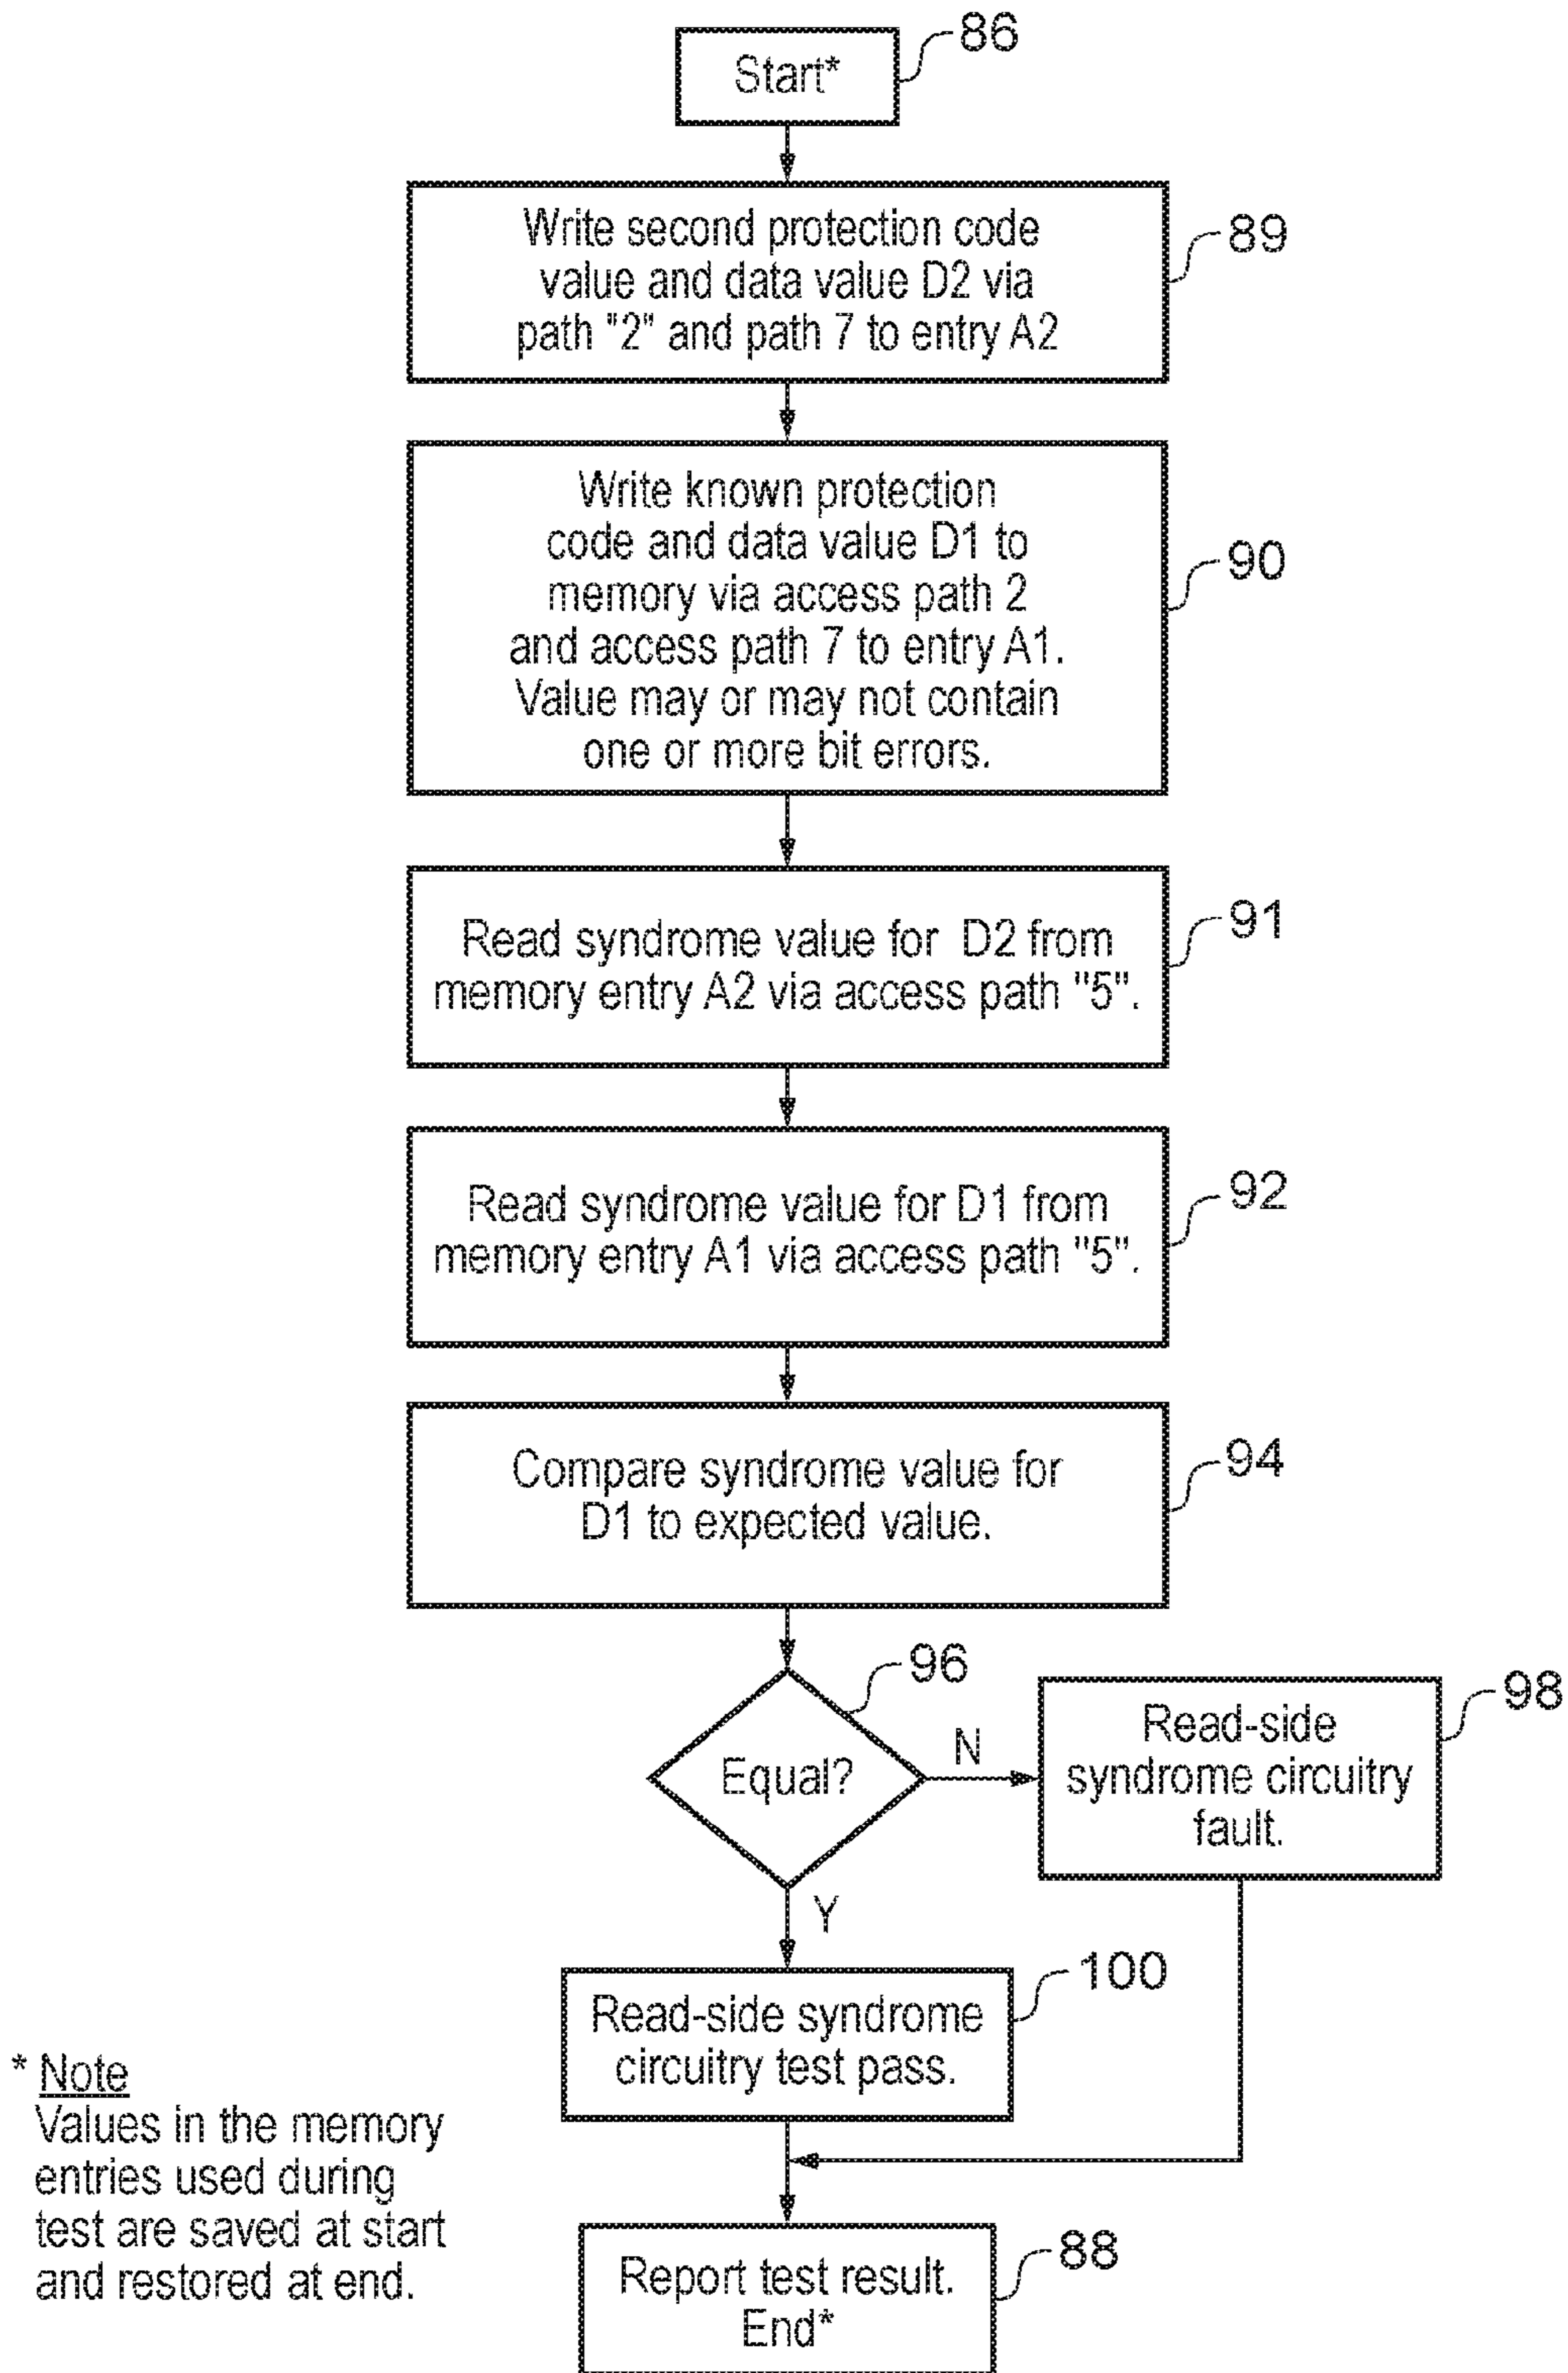 Start*
86
Write second protection code
value and data value D2 via
path "2" and path 7 to entry A2
89
Write known protection
code and data value D1 to
memory via access path 2
and access path 7 to entry A1.
Value may or may not contain
one or more bit errors.
90
Read syndrome value for D2 from
memory entry A2 via access path "5".
91
Read syndrome value for D1 from
memory entry A1 via access path "5".
92
Compare syndrome value for
D1 to expected value.
94
96
Equal?
N
Y
Read-side
syndrome circuitry
fault.
98
Read-side syndrome
circuitry test pass.
100
* Note
Values in the memory
entries used during
test are saved at start
and restored at end.
Report test result.
End*
88